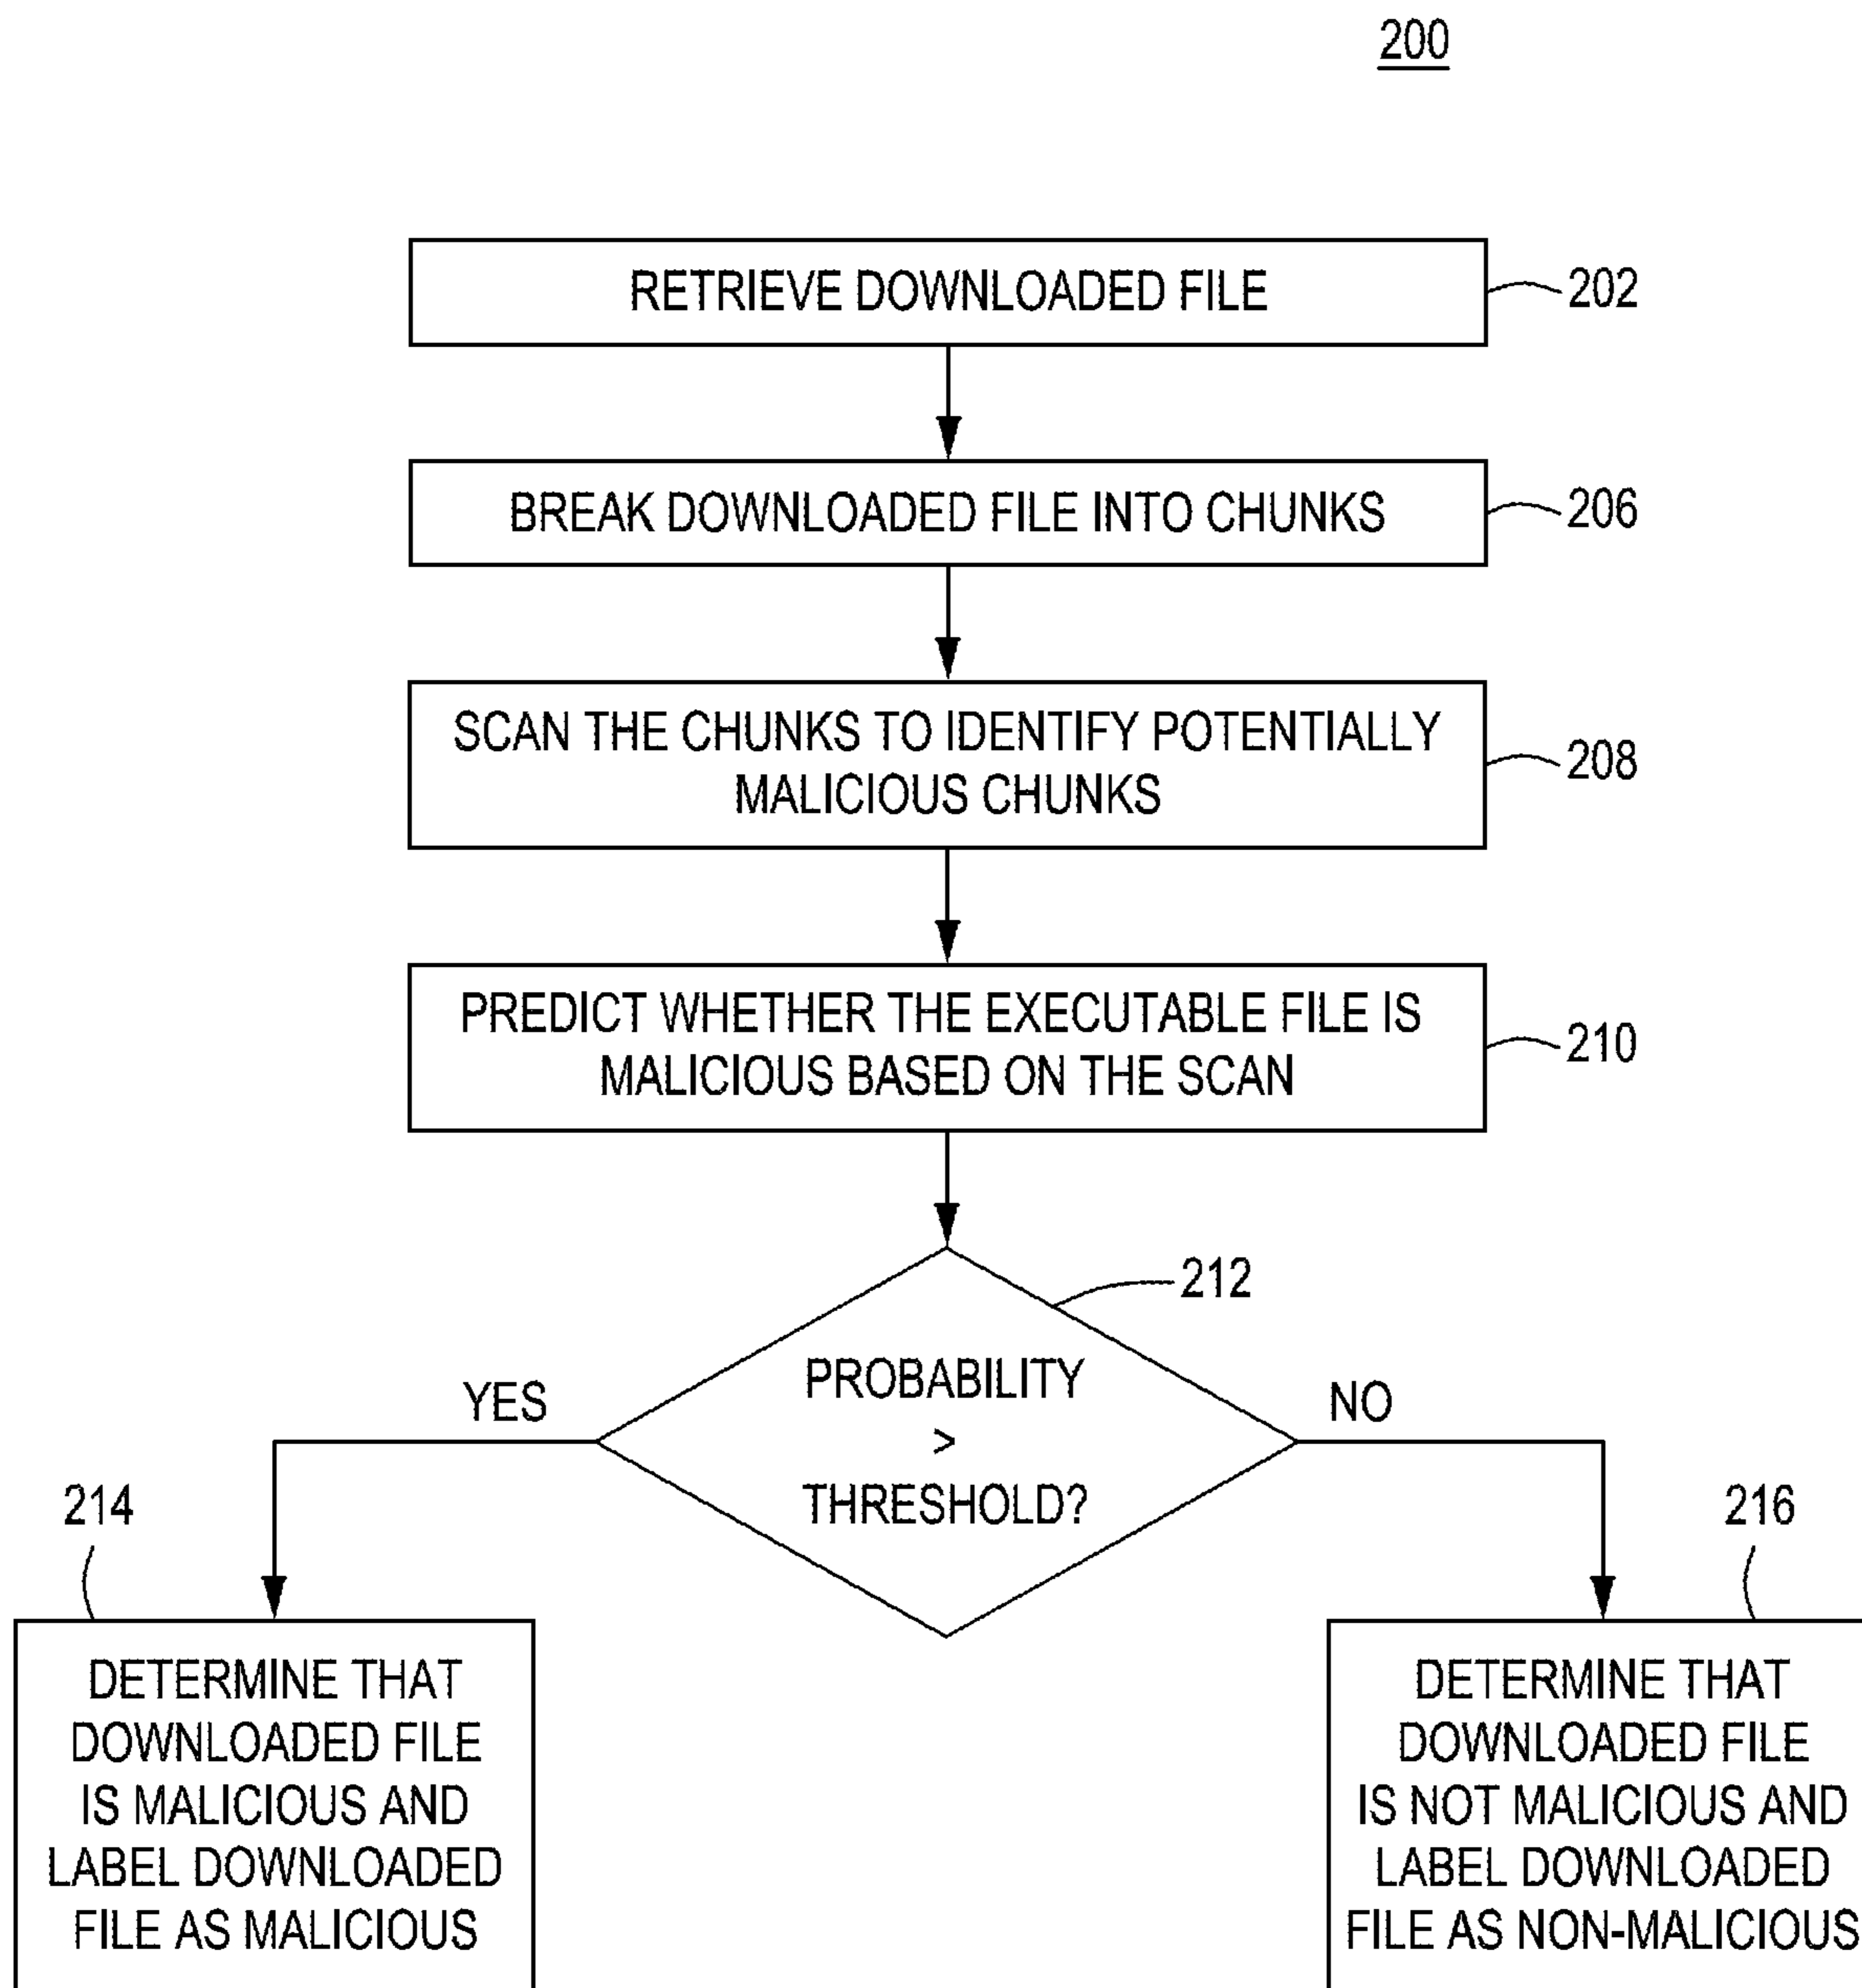 200
RETRIEVE DOWNLOADED FILE
202
BREAK DOWNLOADED FILE INTO CHUNKS
206
SCAN THE CHUNKS TO IDENTIFY POTENTIALLY
MALICIOUS CHUNKS
208
PREDICT WHETHER THE EXECUTABLE FILE IS
MALICIOUS BASED ON THE SCAN
210
212
PROBABILITY
>
THRESHOLD?
YES
NO
214
DETERMINE THAT
DOWNLOADED FILE
IS MALICIOUS AND
LABEL DOWNLOADED
FILE AS MALICIOUS
216
DETERMINE THAT
DOWNLOADED FILE
IS NOT MALICIOUS AND
LABEL DOWNLOADED
FILE AS NON-MALICIOUS